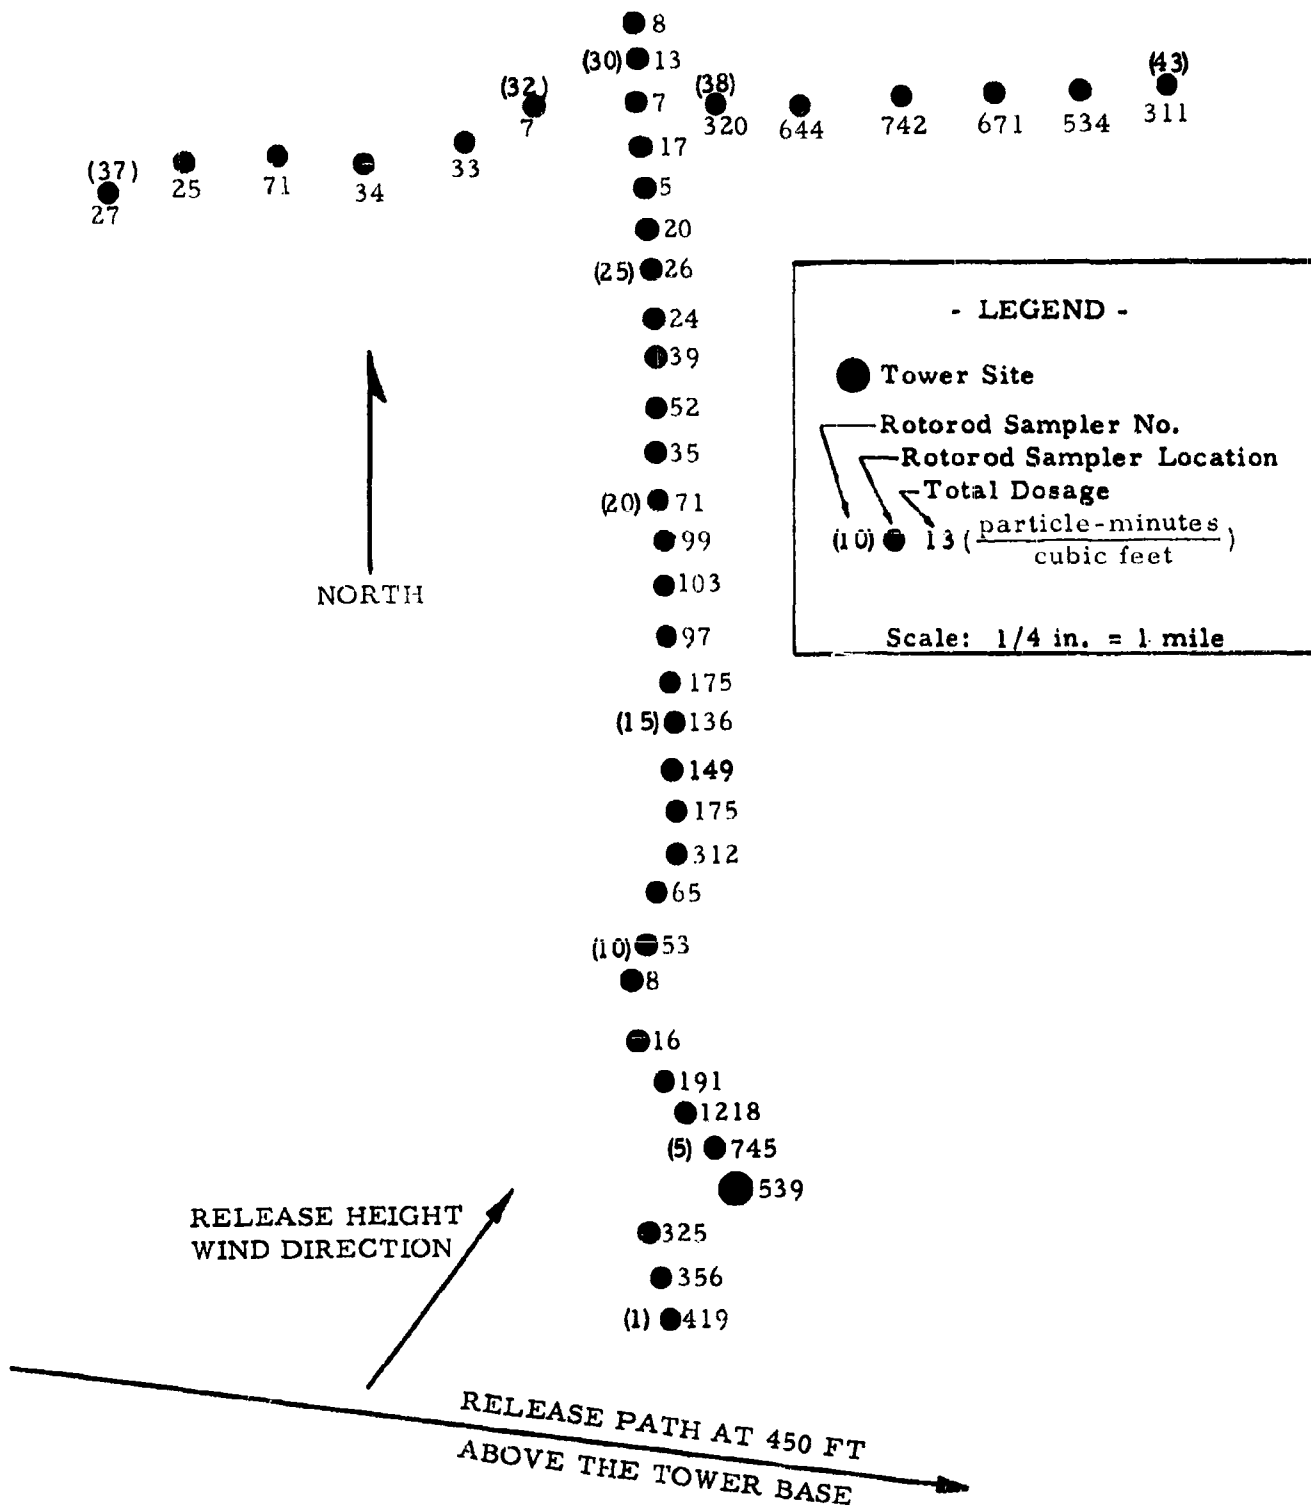 8
(30) 13
(32) 7 (38) (43)
7 320 644 742 671 534 311
17
33
(37) 25 71 34
27
5
20
(25) 26
24
39
52
35
(20) 71
99
103
97
175
(15) 136
149
175
312
65
(10) 53
8
16
191
1218
(5) 745
539
325
356
(1) 419
NORTH
- LEGEND -
Tower Site
Rotorod Sampler No.
Rotorod Sampler Location
Total Dosage
(10) 13 (particle-minutes
cubic feet)
Scale: 1/4 in. = 1 mile
RELEASE HEIGHT
WIND DIRECTION
RELEASE PATH AT 450 FT
ABOVE THE TOWER BASE